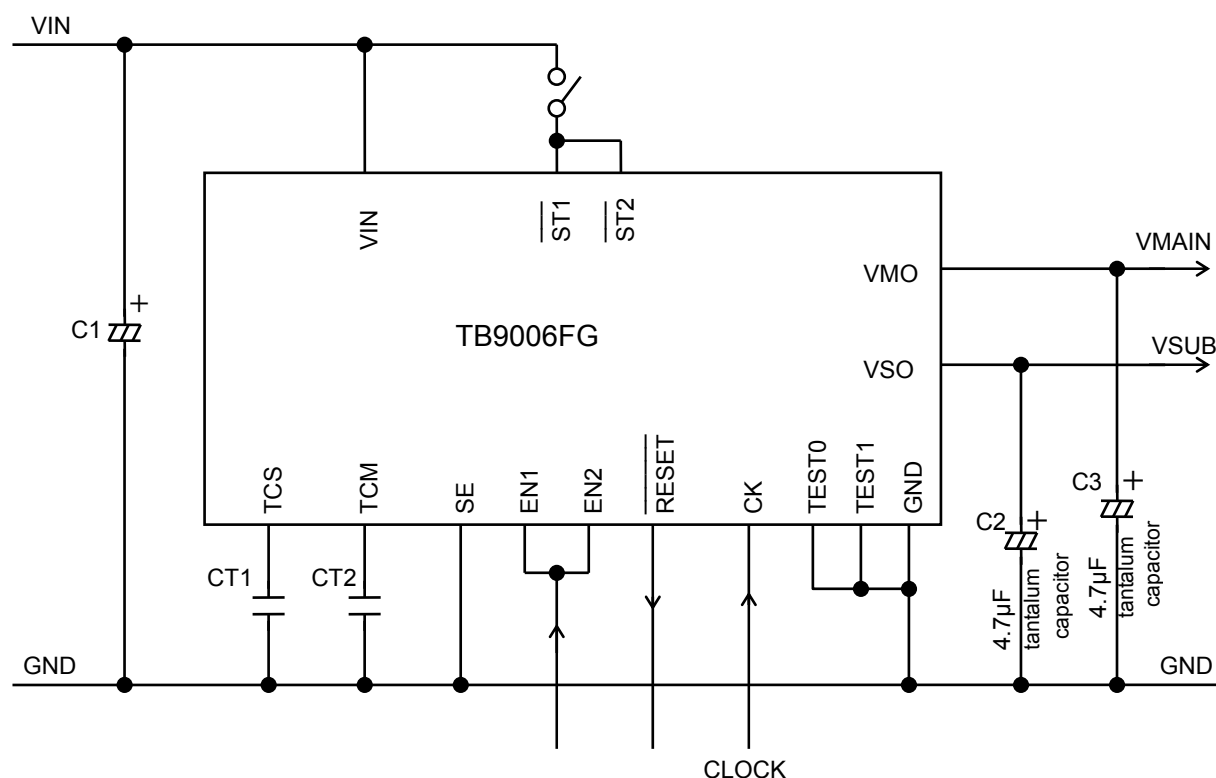 VIN
VIN
ST1
ST2
VMO
VMAIN
C1
TB9006FG
VSO
VSUB
TCS
TCM
SE
EN1
EN2
RESET
CK
TEST0
TEST1
GND
C2
4.7µF
tantalum
capacitor
C3
4.7µF
tantalum
capacitor
CT1
CT2
GND
GND
CLOCK
+
+
+